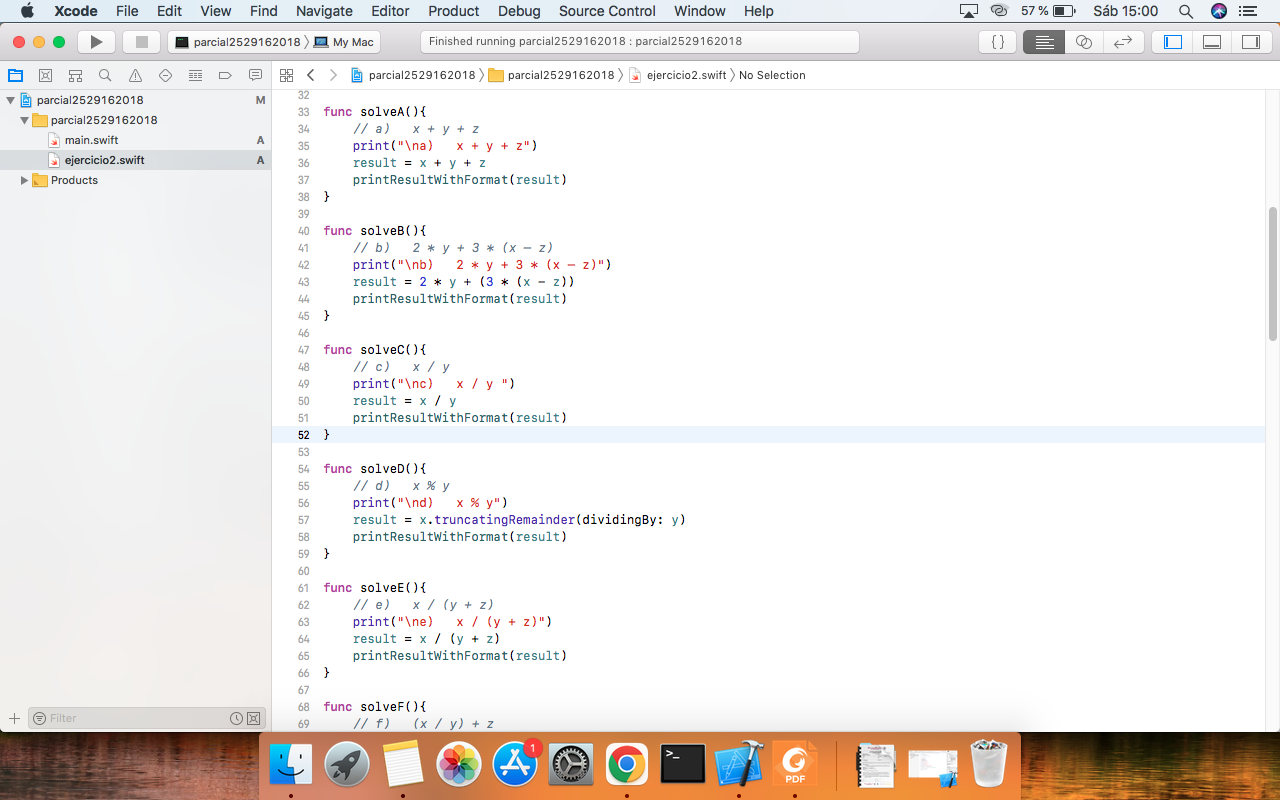 Xcode File Edit View Find Navigate Editor Product Debug Source Control Window Help 57 % Sáb 15:00
parcial2529162018 My Mac Finished running parcial2529162018 : parcial2529162018 {}
parcial2529162018 parcial2529162018 ejercicio2.swift No Selection
parcial2529162018 M
parcial2529162018
main.swift A
ejercicio2.swift A
Products
32
33 func solveA(){
34 // a)   x + y + z
35 print("\na)   x + y + z")
36 result = x + y + z
37 printResultWithFormat(result)
38 }
39
40 func solveB(){
41 // b)   2 * y + 3 * (x – z)
42 print("\nb)   2 * y + 3 * (x – z)")
43 result = 2 * y + (3 * (x - z))
44 printResultWithFormat(result)
45 }
46
47 func solveC(){
48 // c)   x / y
49 print("\nc)   x / y ")
50 result = x / y
51 printResultWithFormat(result)
52 }
53
54 func solveD(){
55 // d)   x % y
56 print("\nd)   x % y")
57 result = x.truncatingRemainder(dividingBy: y)
58 printResultWithFormat(result)
59 }
60
61 func solveE(){
62 // e)   x / (y + z)
63 print("\ne)   x / (y + z)")
64 result = x / (y + z)
65 printResultWithFormat(result)
66 }
67
68 func solveF(){
69 // f)   (x / y) + z
Filter
1
>_
PDF